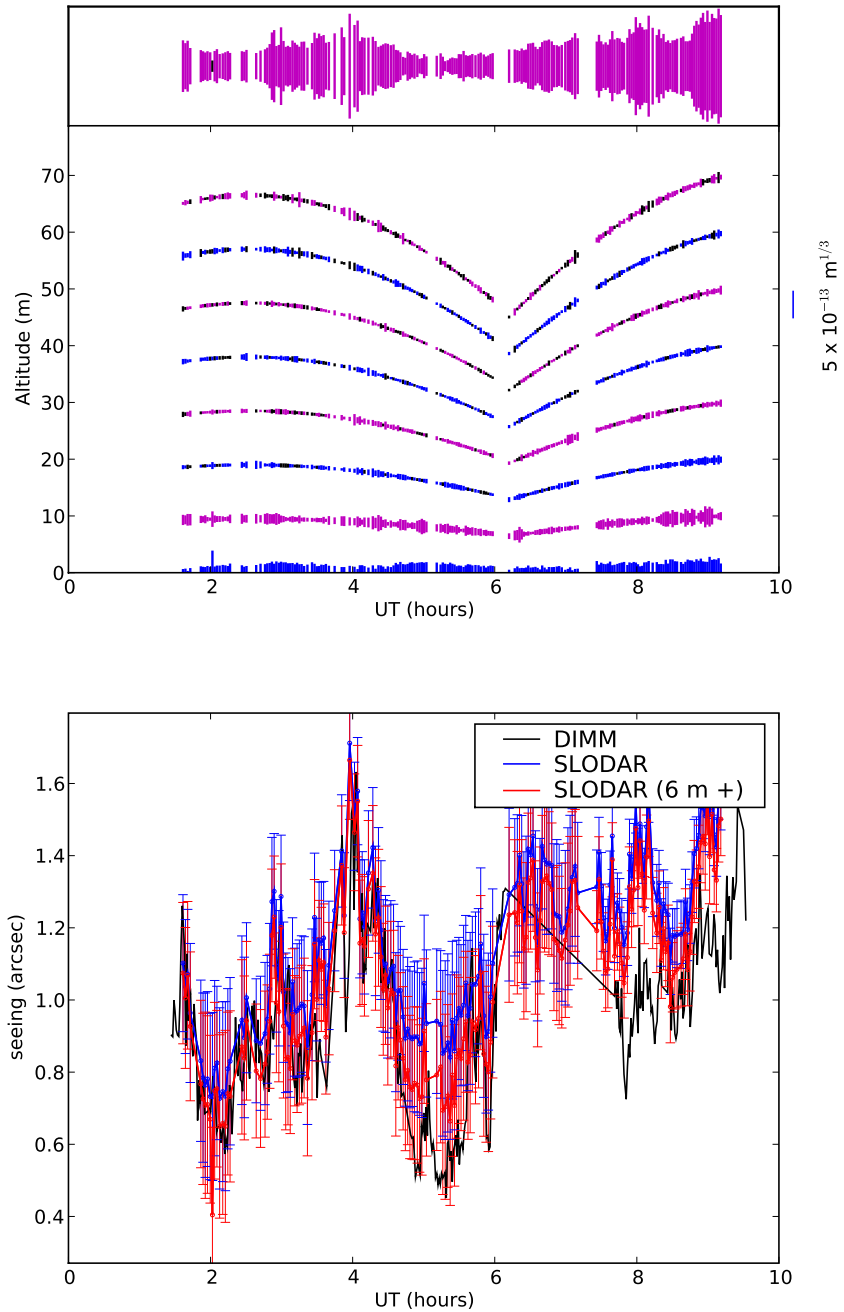 70
60
50
40
30
20
10
0
Altitude (m)
0 2 4 6 8 10
UT (hours)
5 x 10⁻¹³ m¹/³
DIMM
SLODAR
SLODAR (6 m +)
1.6
1.4
1.2
1.0
0.8
0.6
0.4
seeing (arcsec)
0 2 4 6 8 10
UT (hours)